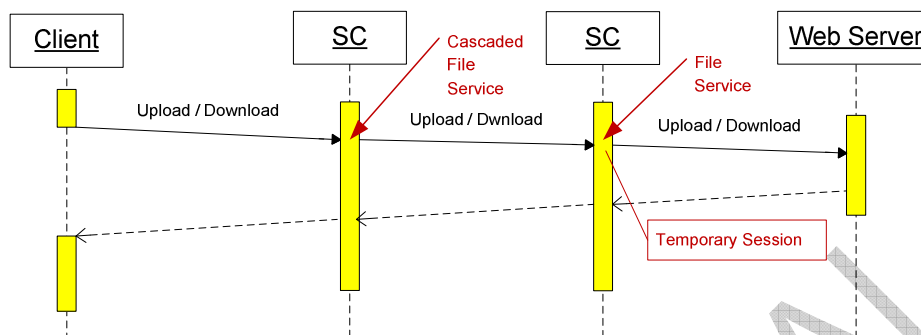 Client
SC
SC
Web Server
Cascaded
File
Service
File
Service
Upload / Download
Upload / Dwnload
Upload / Download
Temporary Session